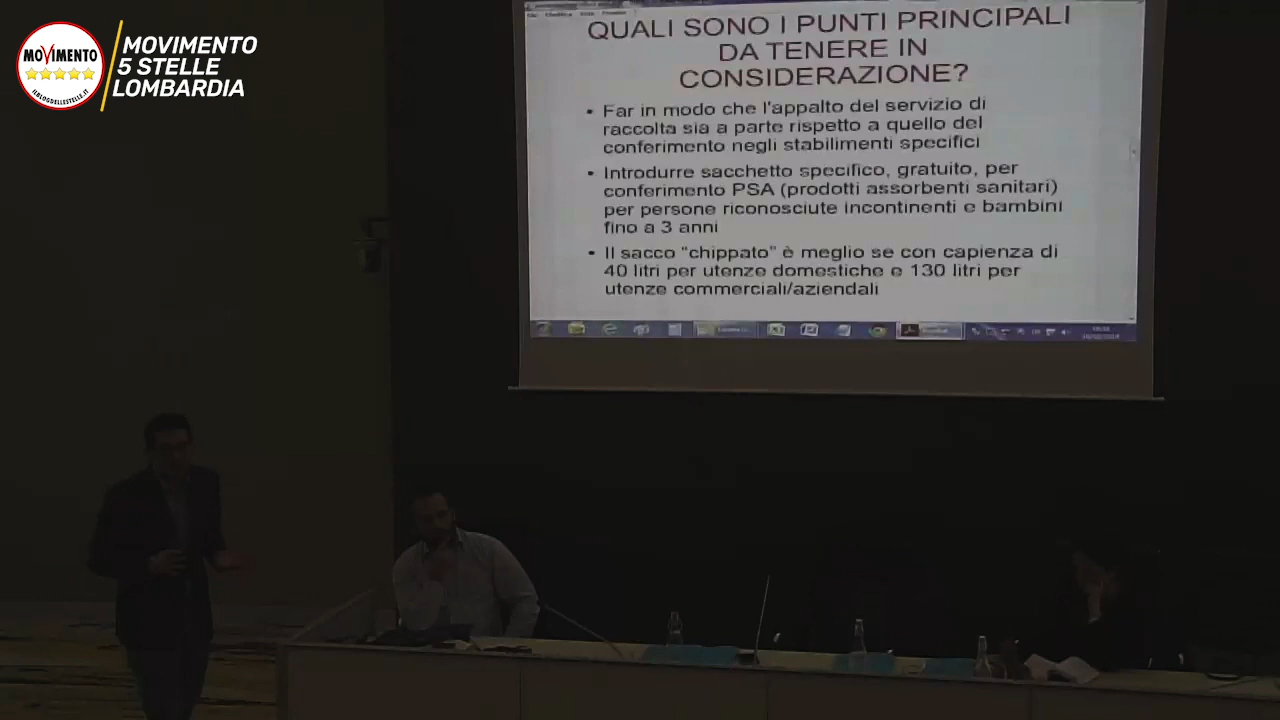 MOVIMENTO
ILBLOGDELLESTELLE.IT
MOVIMENTO
5 STELLE
LOMBARDIA
QUALI SONO I PUNTI PRINCIPALI
DA TENERE IN
CONSIDERAZIONE?
• Far in modo che l'appalto del servizio di
raccolta sia a parte rispetto a quello del
conferimento negli stabilimenti specifici
• Introdurre sacchetto specifico, gratuito, per
conferimento PSA (prodotti assorbenti sanitari)
per persone riconosciute incontinenti e bambini
fino a 3 anni
• Il sacco "chippato" è meglio se con capienza di
40 litri per utenze domestiche e 130 litri per
utenze commerciali/aziendali